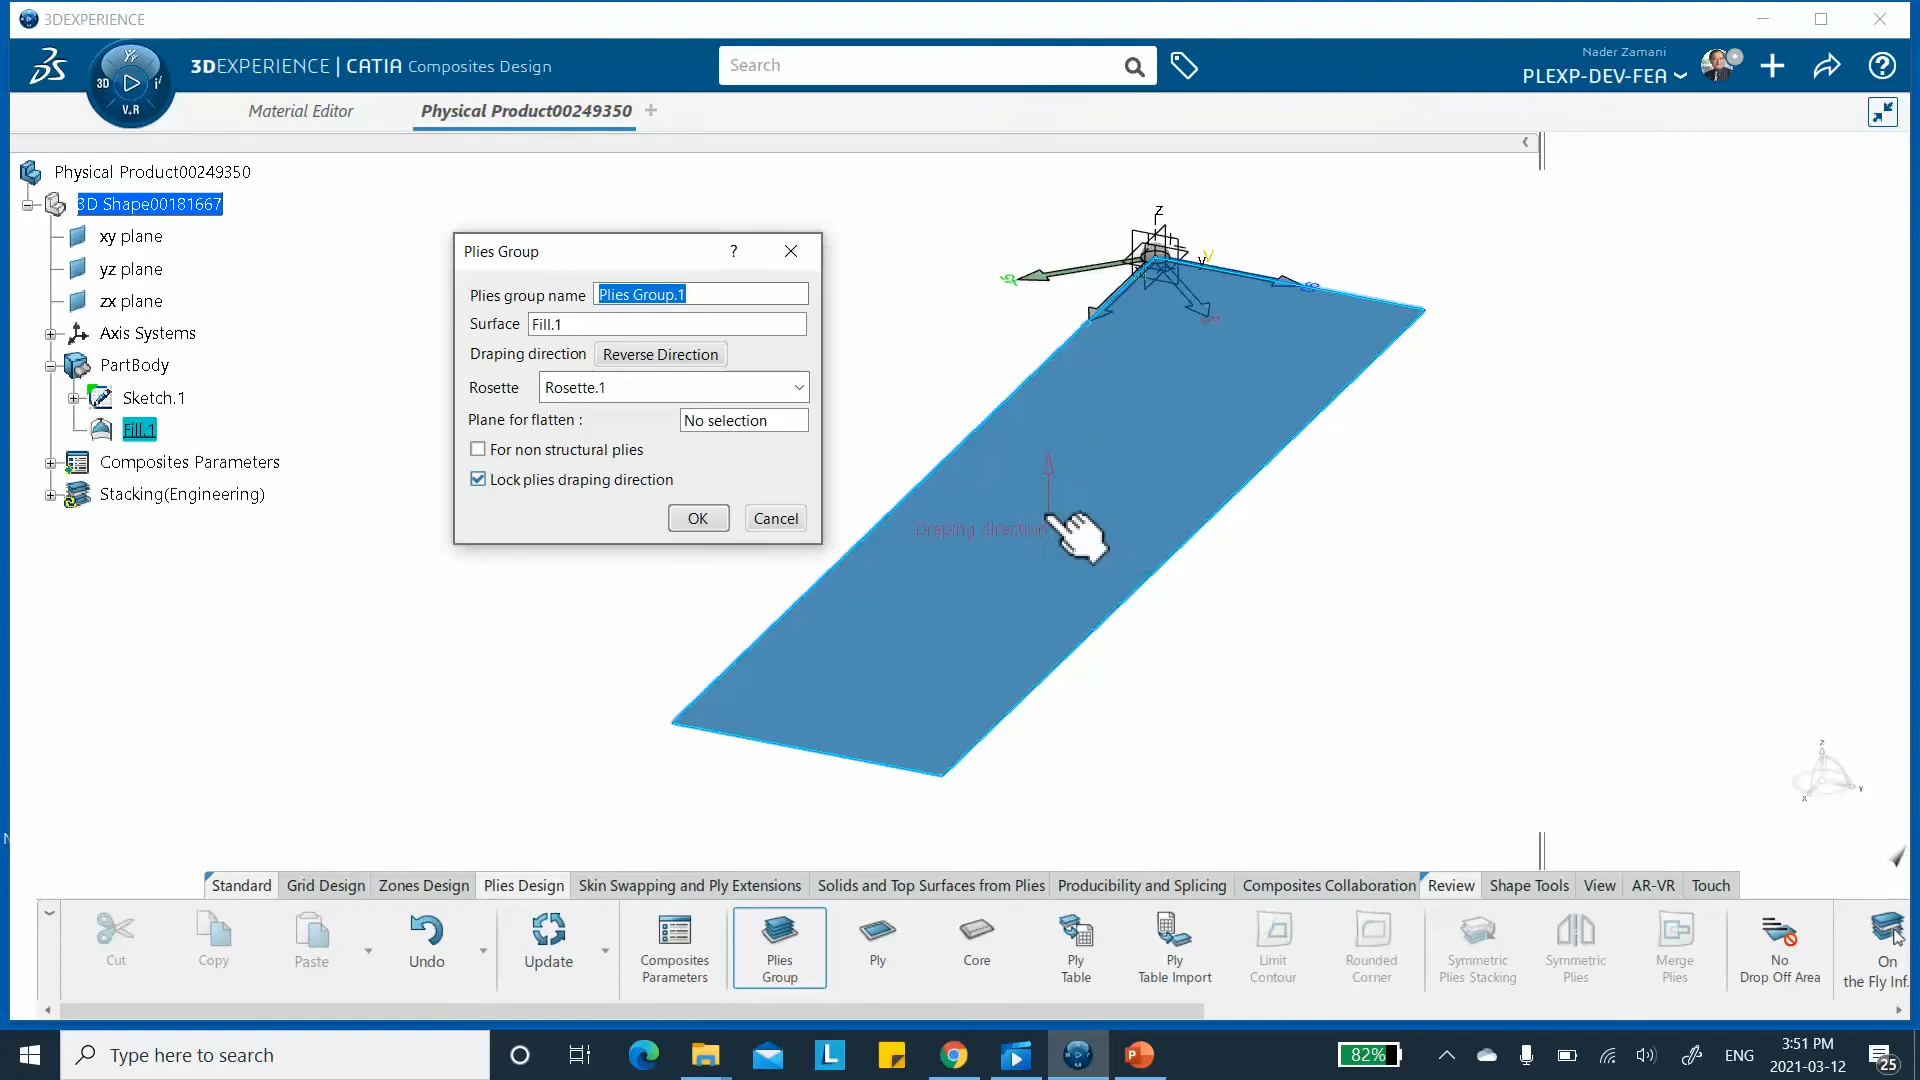 3DEXPERIENCE
3DEXPERIENCE | CATIA Composites Design
Search
Nader Zamani
PLEXP-DEV-FEA
3D
V.R
Material Editor
Physical Product00249350
Physical Product00249350
3D Shape00181667
xy plane
yz plane
zx plane
Axis Systems
PartBody
Sketch.1
Fill.1
Composites Parameters
Stacking(Engineering)
Plies Group
?
Plies group name
Plies Group.1
Surface
Fill.1
Draping direction
Reverse Direction
Rosette
Rosette.1
Plane for flatten :
No selection
For non structural plies
Lock plies draping direction
OK
Cancel
z
Draping direction
Z
X
Y
Standard
Grid Design
Zones Design
Plies Design
Skin Swapping and Ply Extensions
Solids and Top Surfaces from Plies
Producibility and Splicing
Composites Collaboration
Review
Shape Tools
View
AR-VR
Touch
Cut
Copy
Paste
Undo
Update
Composites
Parameters
Plies
Group
Ply
Core
Ply
Table
Ply
Table Import
Limit
Contour
Rounded
Corner
Symmetric
Plies Stacking
Symmetric
Plies
Merge
Plies
No
Drop Off Area
On
the Fly Inf.
Type here to search
82%
ENG
3:51 PM
2021-03-12
25